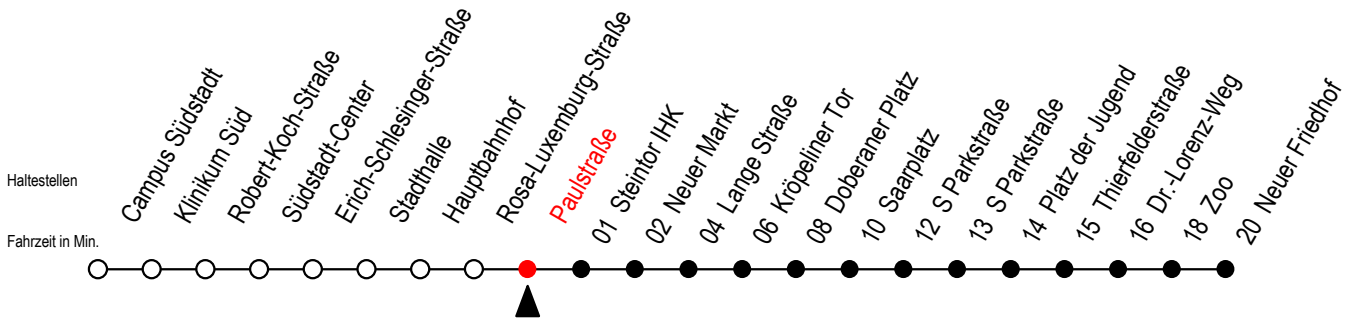 Haltestellen
Fahrzeit in Min.
Campus Südstadt
Klinikum Süd
Robert-Koch-Straße
Südstadt-Center
Erich-Schlesinger-Straße
Stadthalle
Hauptbahnhof
Rosa-Luxemburg-Straße
Paulstraße
01 Steintor IHK
02 Neuer Markt
04 Lange Straße
06 Kröpeliner Tor
08 Doberaner Platz
10 Saarplatz
12 S Parkstraße
13 S Parkstraße
14 Platz der Jugend
15 Thierfelderstraße
16 Dr.-Lorenz-Weg
18 Zoo
20 Neuer Friedhof